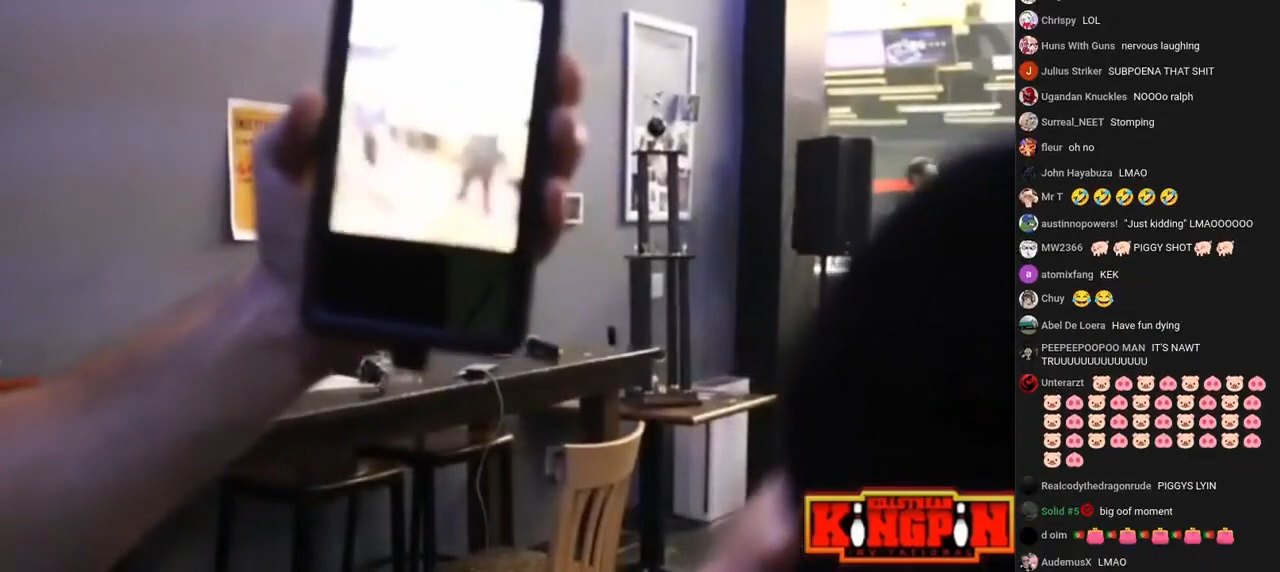 Chrispy LOL
Huns With Guns nervous laughing
Julius Striker SUBPOENA THAT SHIT
Ugandan Knuckles NOOOo ralph
Surreal_NEET Stomping
fleur oh no
John Hayabuza LMAO
Mr T 🤣🤣🤣🤣🤣
austinnopowers! "Just kidding" LMAOOOOOO
MW2366 🐖🐖PIGGY SHOT🐖🐖
a atomixfang KEK
Chuy 😂😂
Abel De Loera Have fun dying
PEEPEEPOOPOO MAN IT'S NAWT
TRUUUUUUUUUUUUUU
Unterarzt 🐷🐽🐷🐽🐷🐽🐷🐽
🐷🐽🐷🐽🐷🐽🐷🐽🐷🐽
🐷🐽🐷🐽🐷🐽🐷🐽🐷🐽
🐷🐽🐷🐽🐷🐽🐷🐽🐷🐽
🐷🐽
Realcodythedragonrude PIGGYS LYIN
Solid #5 big oof moment
d oim 🇵🇹👛🇵🇹👛🇵🇹👛🇵🇹👛🇵🇹👛
AudemusX LMAO
KILLSTREAM
KINGPIN
INVITATIONAL